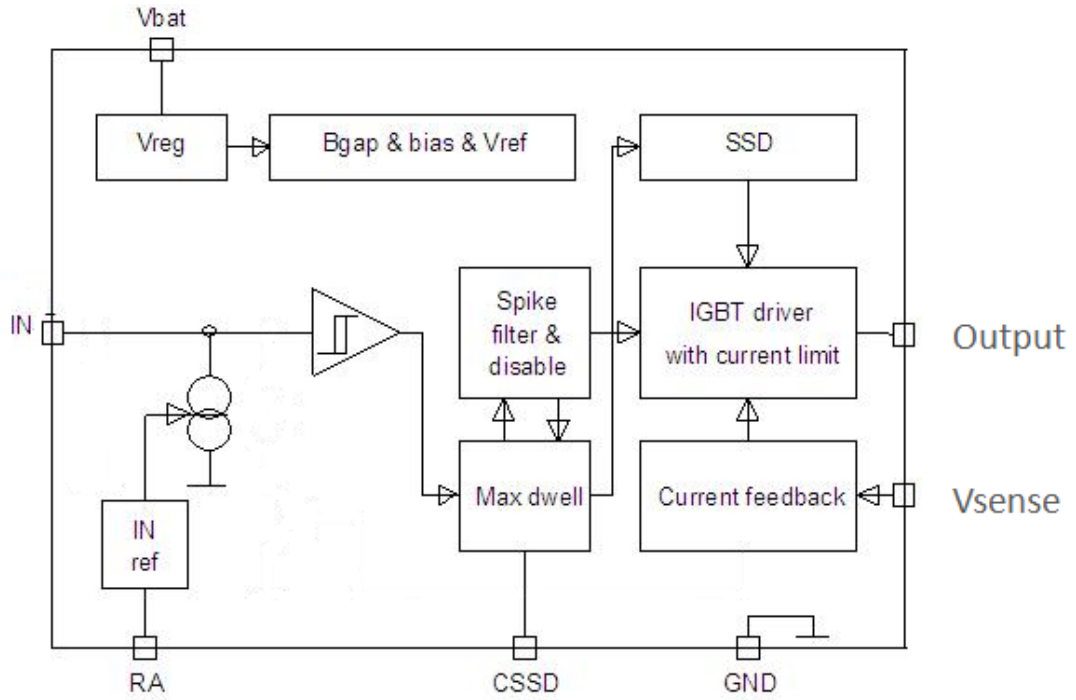 Vbat
Vreg
Bgap & bias & Vref
SSD
IN
Spike
filter &
disable
IGBT driver
with current limit
Output
Max dwell
Current feedback
Vsense
IN
ref
RA
CSSD
GND